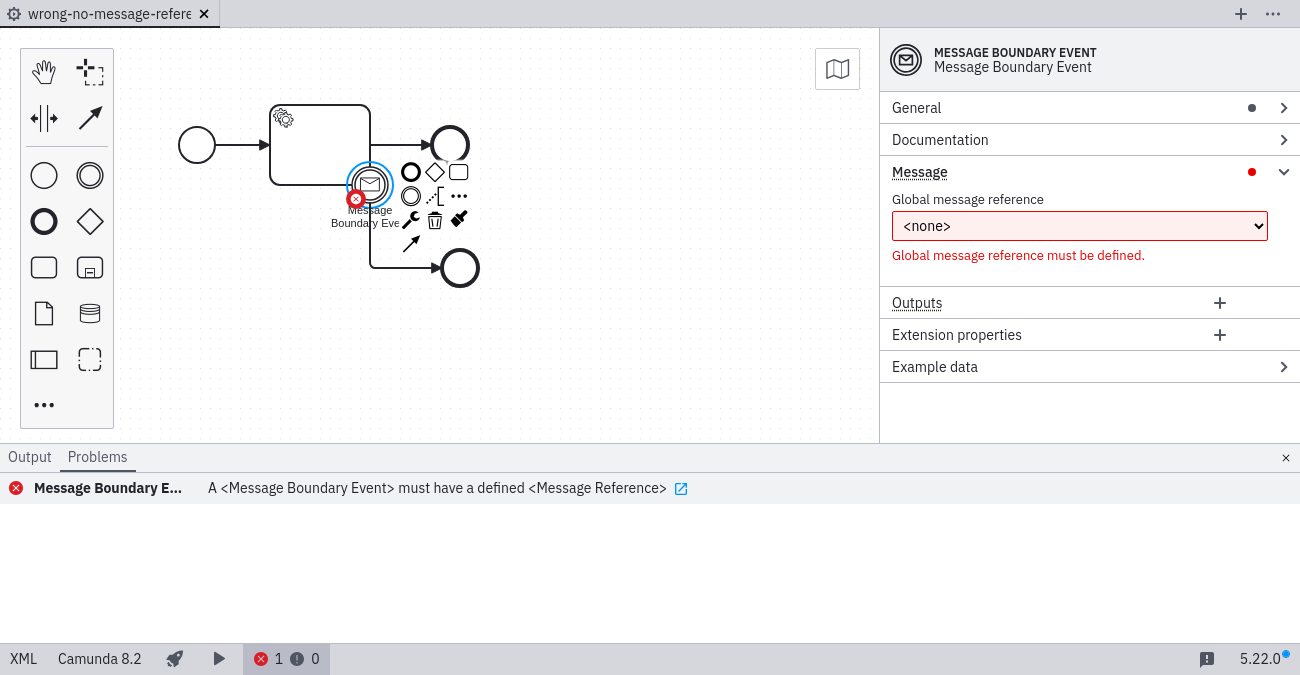 wrong-no-message-refere
MESSAGE BOUNDARY EVENT
Message Boundary Event
General
Documentation
Message
Global message reference
<none>
Global message reference must be defined.
Outputs
Extension properties
Example data
Message
Boundary Eve
Output
Problems
Message Boundary E...
A <Message Boundary Event> must have a defined <Message Reference>
XML
Camunda 8.2
1
0
5.22.0